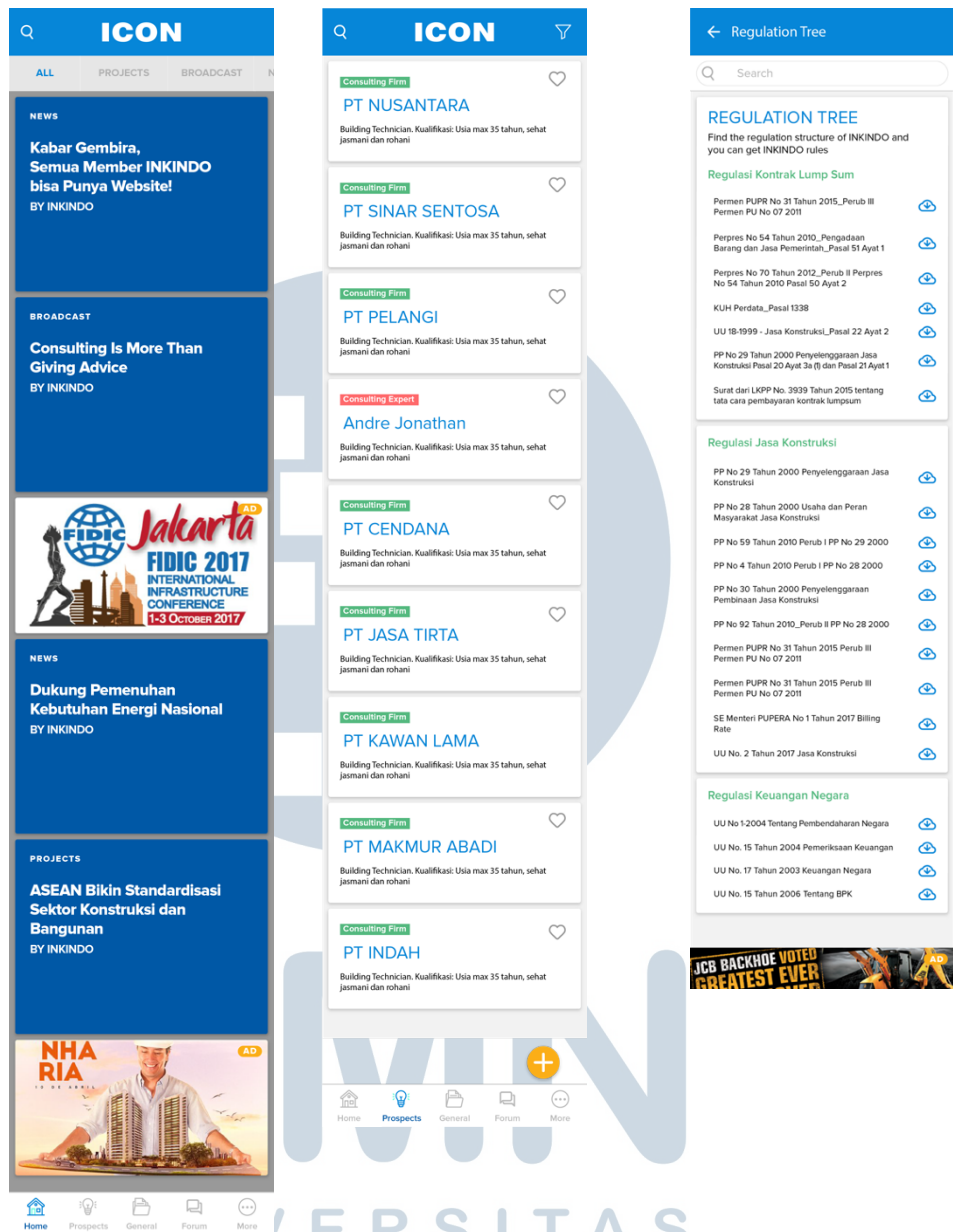 ICON
ALL PROJECTS BROADCAST N
NEWS
Kabar Gembira,
Semua Member INKINDO
bisa Punya Website!
BY INKINDO
BROADCAST
Consulting Is More Than
Giving Advice
BY INKINDO
AD
FIDIC
Jakarta
FIDIC 2017
INTERNATIONAL
INFRASTRUCTURE
CONFERENCE
1-3 OCTOBER 2017
NEWS
Dukung Pemenuhan
Kebutuhan Energi Nasional
BY INKINDO
PROJECTS
ASEAN Bikin Standardisasi
Sektor Konstruksi dan
Bangunan
BY INKINDO
AD
NHA
RIA
10 DE ABRIL
Home Prospects General Forum More
ICON
Consulting Firm
PT NUSANTARA
Building Technician. Kualifikasi: Usia max 35 tahun, sehat
jasmani dan rohani
Consulting Firm
PT SINAR SENTOSA
Building Technician. Kualifikasi: Usia max 35 tahun, sehat
jasmani dan rohani
Consulting Firm
PT PELANGI
Building Technician. Kualifikasi: Usia max 35 tahun, sehat
jasmani dan rohani
Consulting Expert
Andre Jonathan
Building Technician. Kualifikasi: Usia max 35 tahun, sehat
jasmani dan rohani
Consulting Firm
PT CENDANA
Building Technician. Kualifikasi: Usia max 35 tahun, sehat
jasmani dan rohani
Consulting Firm
PT JASA TIRTA
Building Technician. Kualifikasi: Usia max 35 tahun, sehat
jasmani dan rohani
Consulting Firm
PT KAWAN LAMA
Building Technician. Kualifikasi: Usia max 35 tahun, sehat
jasmani dan rohani
Consulting Firm
PT MAKMUR ABADI
Building Technician. Kualifikasi: Usia max 35 tahun, sehat
jasmani dan rohani
Consulting Firm
PT INDAH
Building Technician. Kualifikasi: Usia max 35 tahun, sehat
jasmani dan rohani
Home Prospects General Forum More
Regulation Tree
Search
REGULATION TREE
Find the regulation structure of INKINDO and
you can get INKINDO rules
Regulasi Kontrak Lump Sum
Permen PUPR No 31 Tahun 2015_Perub III
Permen PU No 07 2011
Perpres No 54 Tahun 2010_Pengadaan
Barang dan Jasa Pemerintah_Pasal 51 Ayat 1
Perpres No 70 Tahun 2012_Perub II Perpres
No 54 Tahun 2010 Pasal 50 Ayat 2
KUH Perdata_Pasal 1338
UU 18-1999 - Jasa Konstruksi_Pasal 22 Ayat 2
PP No 29 Tahun 2000 Penyelenggaraan Jasa
Konstruksi Pasal 20 Ayat 3a (1) dan Pasal 21 Ayat 1
Surat dari LKPP No. 3939 Tahun 2015 tentang
tata cara pembayaran kontrak lumpsum
Regulasi Jasa Konstruksi
PP No 29 Tahun 2000 Penyelenggaraan Jasa
Konstruksi
PP No 28 Tahun 2000 Usaha dan Peran
Masyarakat Jasa Konstruksi
PP No 59 Tahun 2010 Perub I PP No 29 2000
PP No 4 Tahun 2010 Perub I PP No 28 2000
PP No 30 Tahun 2000 Penyelenggaraan
Pembinaan Jasa Konstruksi
PP No 92 Tahun 2010_Perub II PP No 28 2000
Permen PUPR No 31 Tahun 2015 Perub III
Permen PU No 07 2011
Permen PUPR No 31 Tahun 2015 Perub III
Permen PU No 07 2011
SE Menteri PUPERA No 1 Tahun 2017 Billing
Rate
UU No. 2 Tahun 2017 Jasa Konstruksi
Regulasi Keuangan Negara
UU No 1-2004 Tentang Pembendaharan Negara
UU No. 15 Tahun 2004 Pemeriksaan Keuangan
UU No. 17 Tahun 2003 Keuangan Negara
UU No. 15 Tahun 2006 Tentang BPK
JCB BACKHOE VOTED
GREATEST EVER
AD